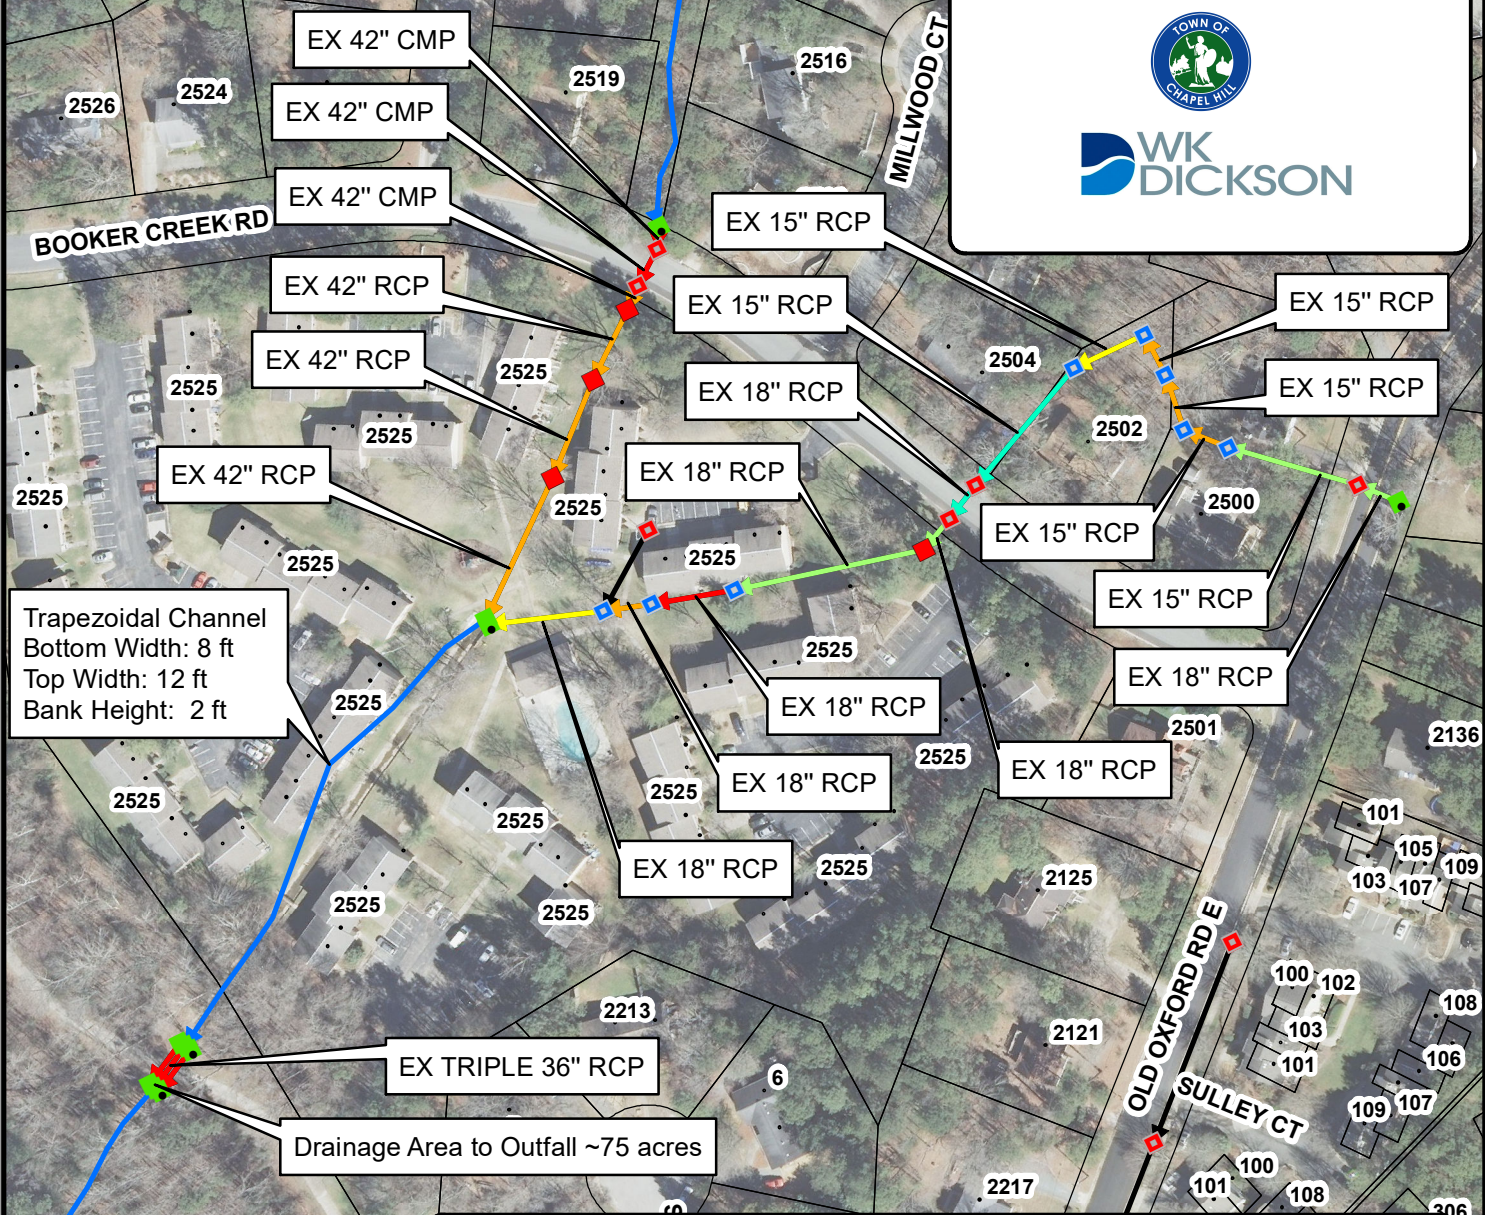 EX 42" CMP
EX 42" CMP
EX 42" CMP
EX 42" RCP
EX 42" RCP
EX 42" RCP
2526
2524
2519
2516
MILLWOOD CT
BOOKER CREEK RD
TOWN OF
CHAPEL HILL
WK
DICKSON
EX 15" RCP
EX 15" RCP
EX 18" RCP
EX 18" RCP
EX 15" RCP
EX 15" RCP
EX 15" RCP
EX 15" RCP
EX 18" RCP
2504
2502
2500
2525
2525
2525
2525
2525
2525
2525
2525
Trapezoidal Channel
Bottom Width: 8 ft
Top Width: 12 ft
Bank Height: 2 ft
2525
EX 18" RCP
EX 18" RCP
EX 18" RCP
EX 18" RCP
2525
2501
2136
2525
2525
2525
2525
2525
2525
101
105
109
103
107
2125
OLD OXFORD RD E
100
102
108
103
101
106
2121
2213
EX TRIPLE 36" RCP
6
SULLEY CT
107
109
Drainage Area to Outfall ~75 acres
100
101
108
2217
306